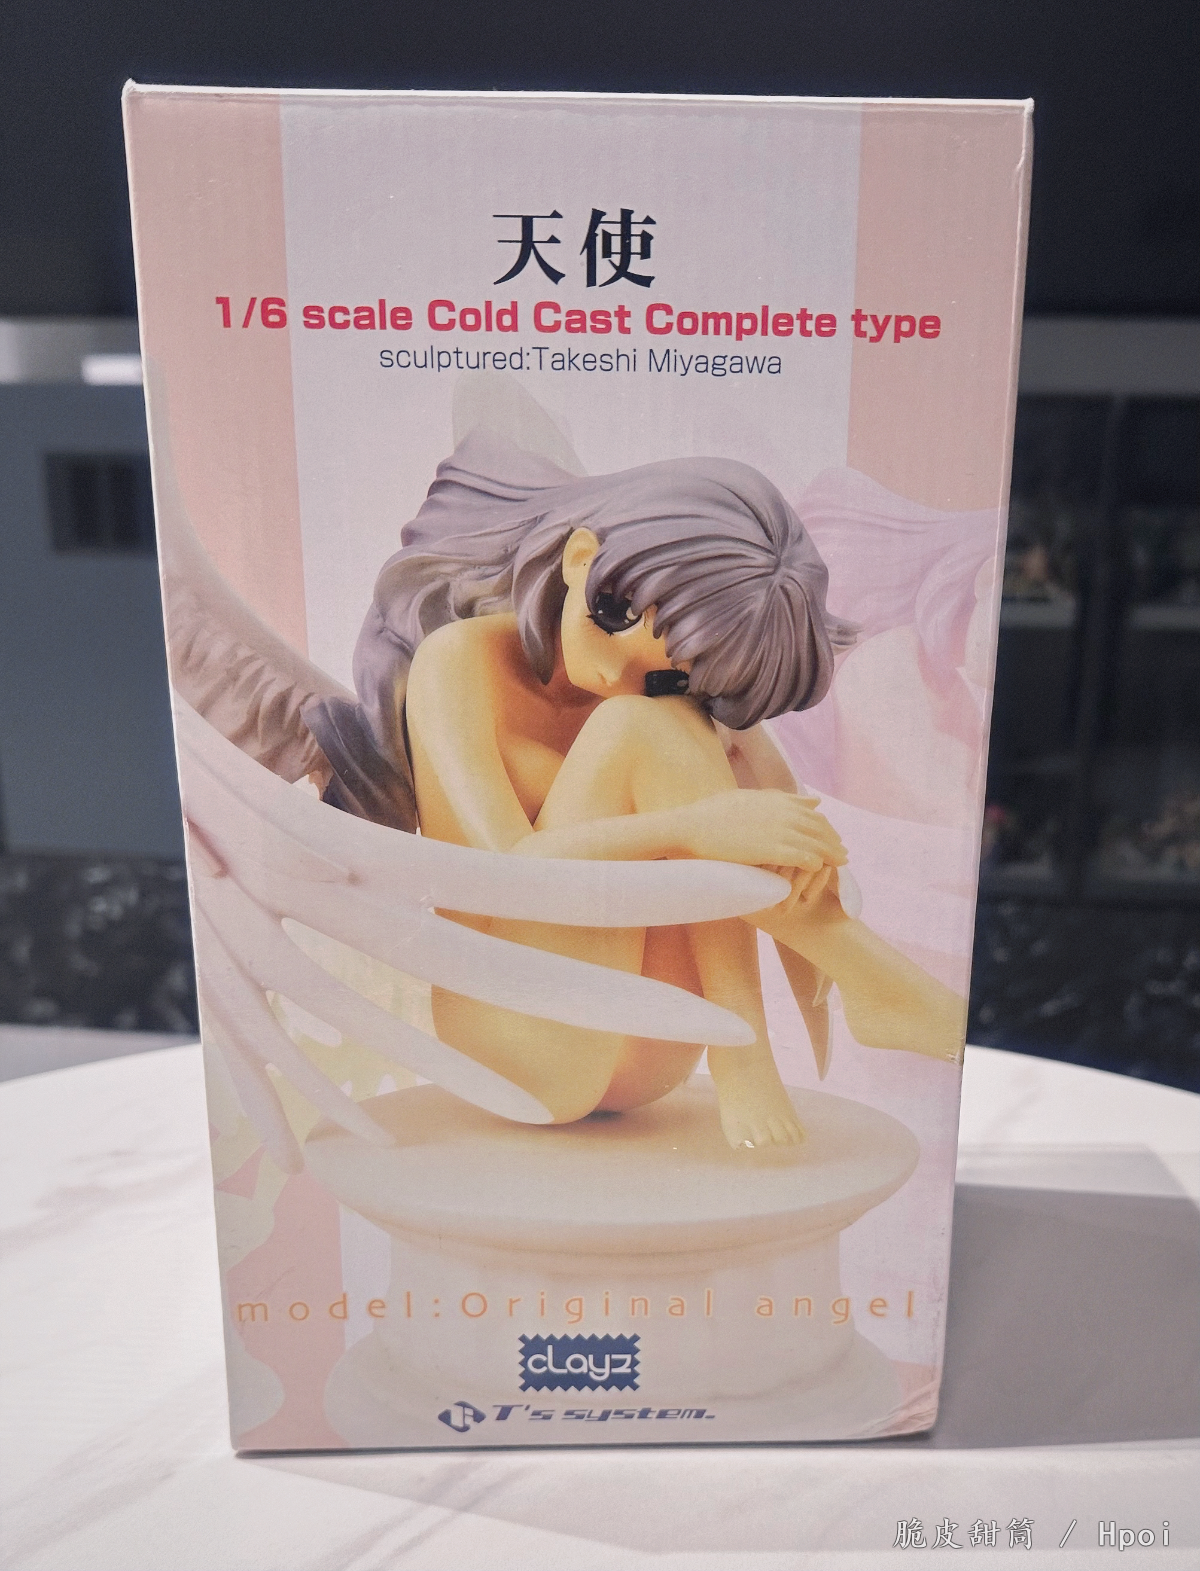 天使
1/6 scale Cold Cast Complete type
sculptured:Takeshi Miyagawa
model:Original angel
cLayz
T's system.
脆皮甜筒 / Hpoi